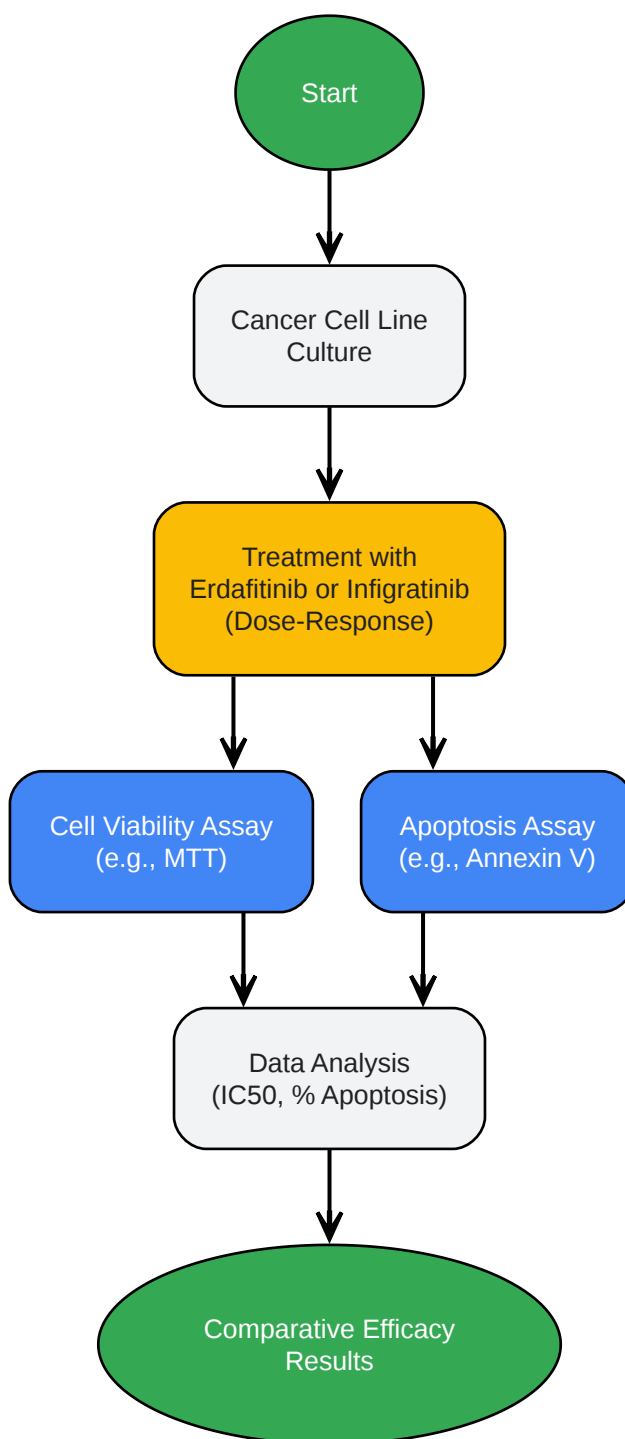 Start
Cancer Cell Line
Culture
Treatment with
Erdafitinib or Infigratinib
(Dose-Response)
Cell Viability Assay
(e.g., MTT)
Apoptosis Assay
(e.g., Annexin V)
Data Analysis
(IC50, % Apoptosis)
Comparative Efficacy
Results